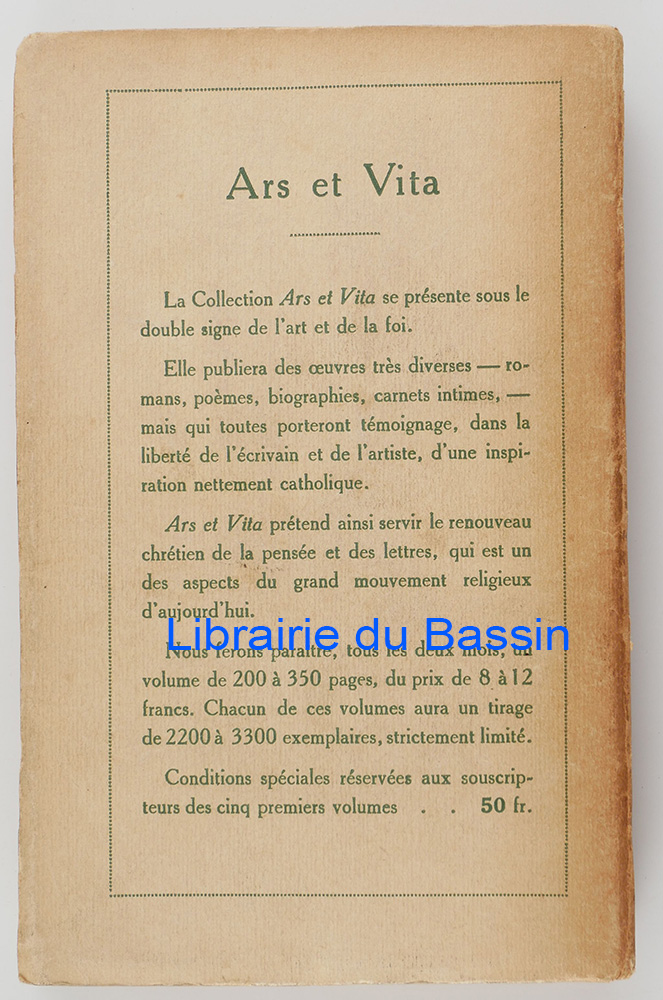 Ars et Vita
La Collection Ars et Vita se présente sous le
double signe de l'art et de la foi.
Elle publiera des œuvres très diverses — ro-
mans, poèmes, biographies, carnets intimes, —
mais qui toutes porteront témoignage, dans la
liberté de l'écrivain et de l'artiste, d'une inspi-
ration nettement catholique.
Ars et Vita prétend ainsi servir le renouveau
chrétien de la pensée et des lettres, qui est un
des aspects du grand mouvement religieux
d'aujourd'hui.
Librairie du Bassin
Nous ferons paraître, tous les deux mois, un
volume de 200 à 350 pages, du prix de 8 à 12
francs. Chacun de ces volumes aura un tirage
de 2200 à 3300 exemplaires, strictement limité.
Conditions spéciales réservées aux souscrip-
teurs des cinq premiers volumes . . 50 fr.